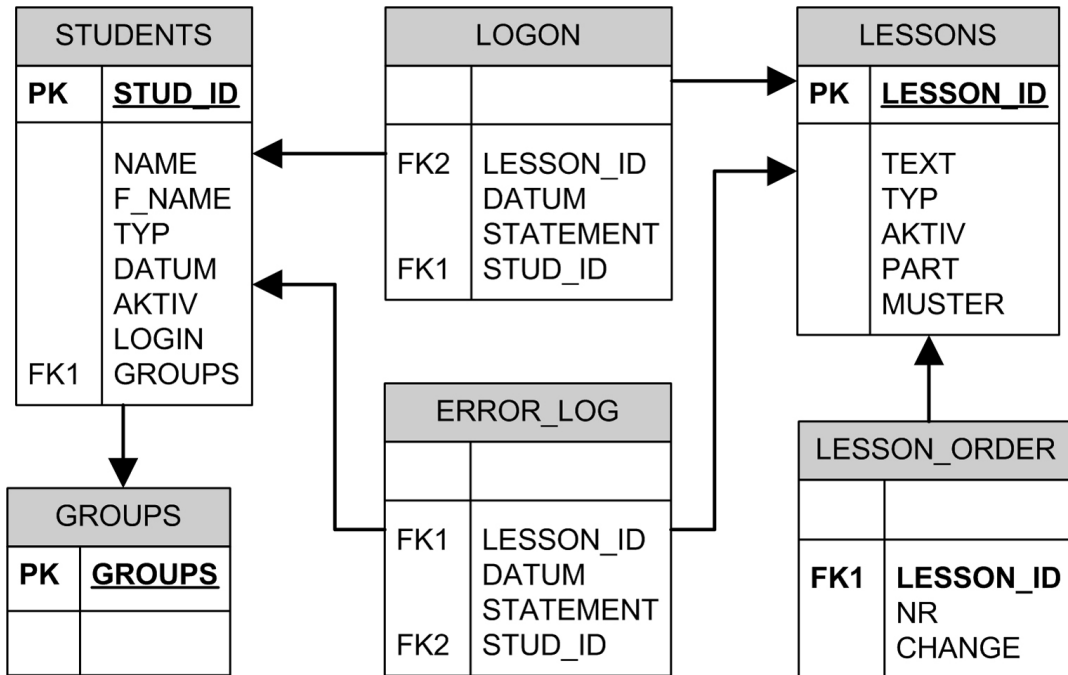 STUDENTS
PK STUD_ID
NAME
F_NAME
TYP
DATUM
AKTIV
LOGIN
FK1 GROUPS
LOGON
FK2 LESSON_ID
DATUM
STATEMENT
FK1 STUD_ID
LESSONS
PK LESSON_ID
TEXT
TYP
AKTIV
PART
MUSTER
GROUPS
PK GROUPS
ERROR_LOG
FK1 LESSON_ID
DATUM
STATEMENT
FK2 STUD_ID
LESSON_ORDER
FK1 LESSON_ID
NR
CHANGE